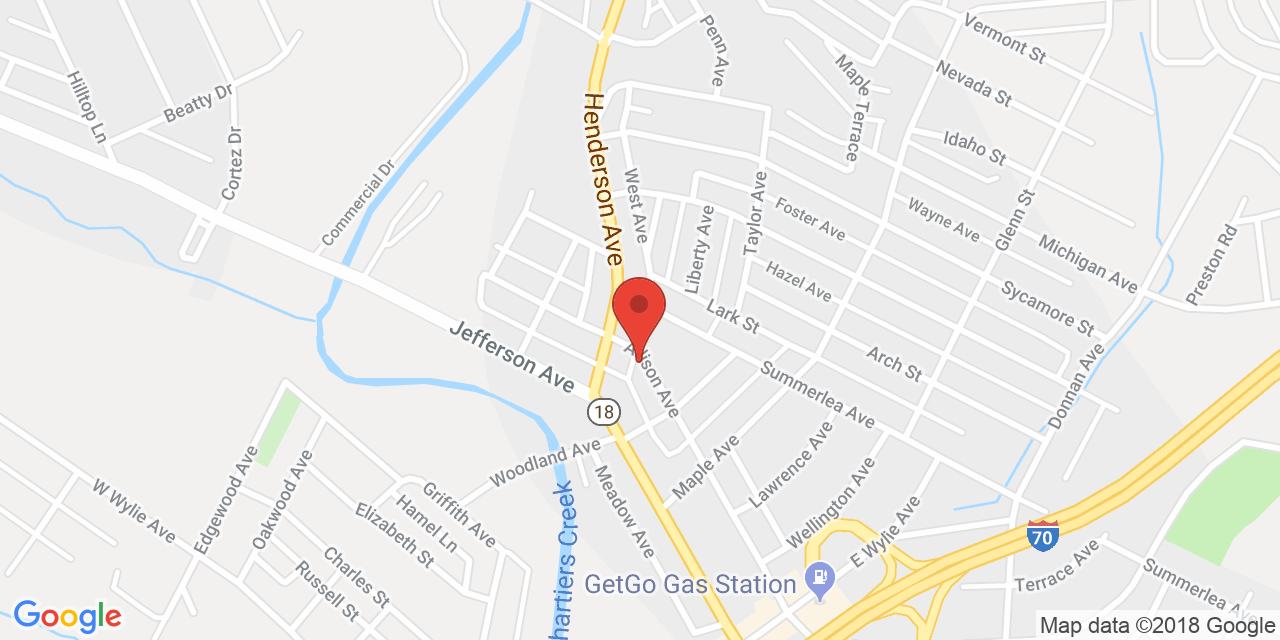 Vermont St
Penn Ave
Nevada St
Maple Terrace
Hilltop Ln
Beatty Dr
Henderson Ave
Idaho St
Cortez Dr
Commercial Dr
West Ave
Taylor Ave
Foster Ave
Wayne Ave
Glenn St
Michigan Ave
Preston Rd
Liberty Ave
Hazel Ave
Sycamore St
Lark St
Jefferson Ave
Arch St
Donnan Ave
Summerlea Ave
18
Woodland Ave
Maple Ave
Lawrence Ave
Edgewood Ave
Oakwood Ave
W Wylie Ave
Griffith Ave
Hamel Ln
Elizabeth St
Meadow Ave
Wellington Ave
E Wylie Ave
70
Terrace Ave
Summerlea Ave
Charles St
Russell St
hartiers Creek
GetGo Gas Station
Google
Map data ©2018 Google